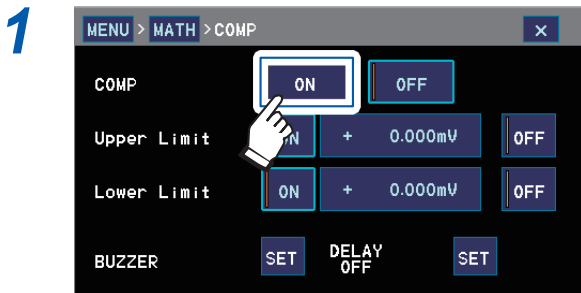 1
MENU > MATH > COMP ×
COMP ON OFF
Upper Limit ON + 0.000mV OFF
Lower Limit ON + 0.000mV OFF
BUZZER SET DELAY OFF SET